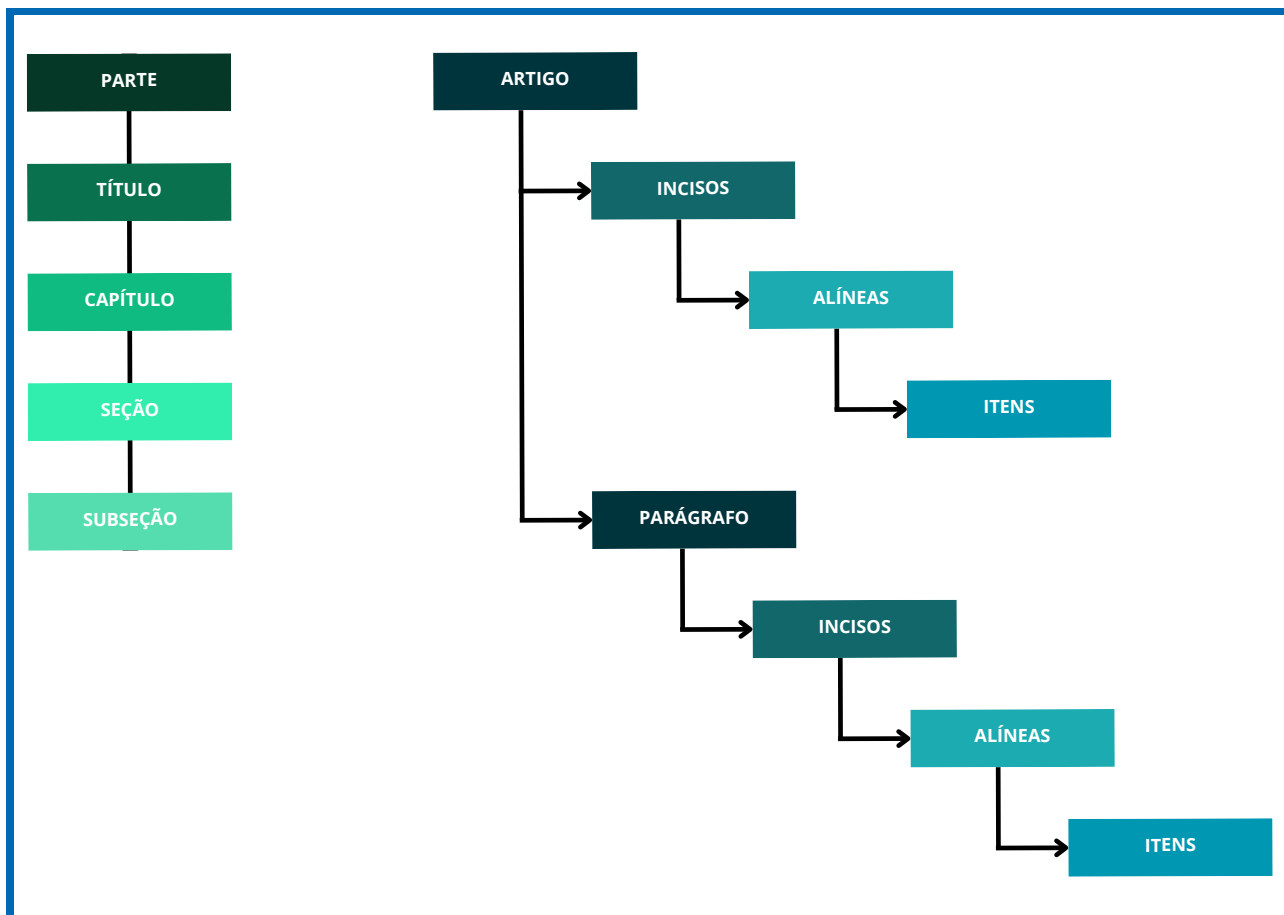 PARTE
TÍTULO
CAPÍTULO
SEÇÃO
SUBSEÇÃO
ARTIGO
INCISOS
ALÍNEAS
ITENS
PARÁGRAFO
INCISOS
ALÍNEAS
ITENS